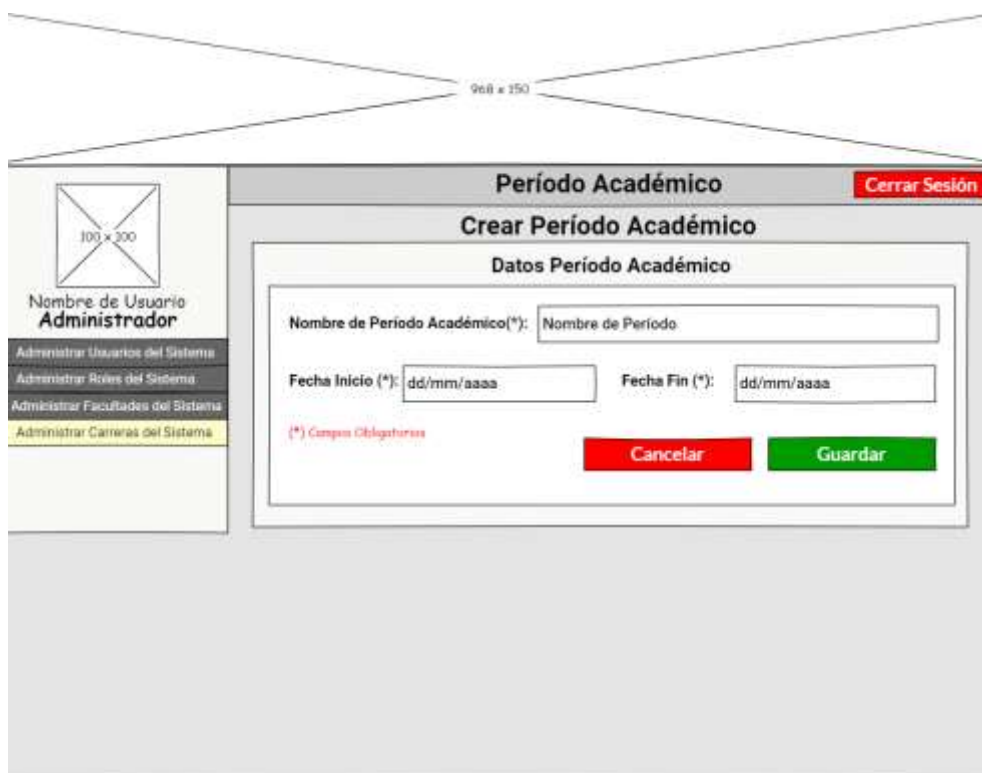 968 x 150
Período Académico
Cerrar Sesión
100 x 100
Nombre de Usuario
Administrador
Administrar Usuarios del Sistema
Administrar Roles del Sistema
Administrar Facultades del Sistema
Administrar Carreras del Sistema
Crear Período Académico
Datos Período Académico
Nombre de Período Académico(*): Nombre de Período
Fecha Inicio (*): dd/mm/aaaa Fecha Fin (*): dd/mm/aaaa
(*) Campos Obligatorios
Cancelar Guardar